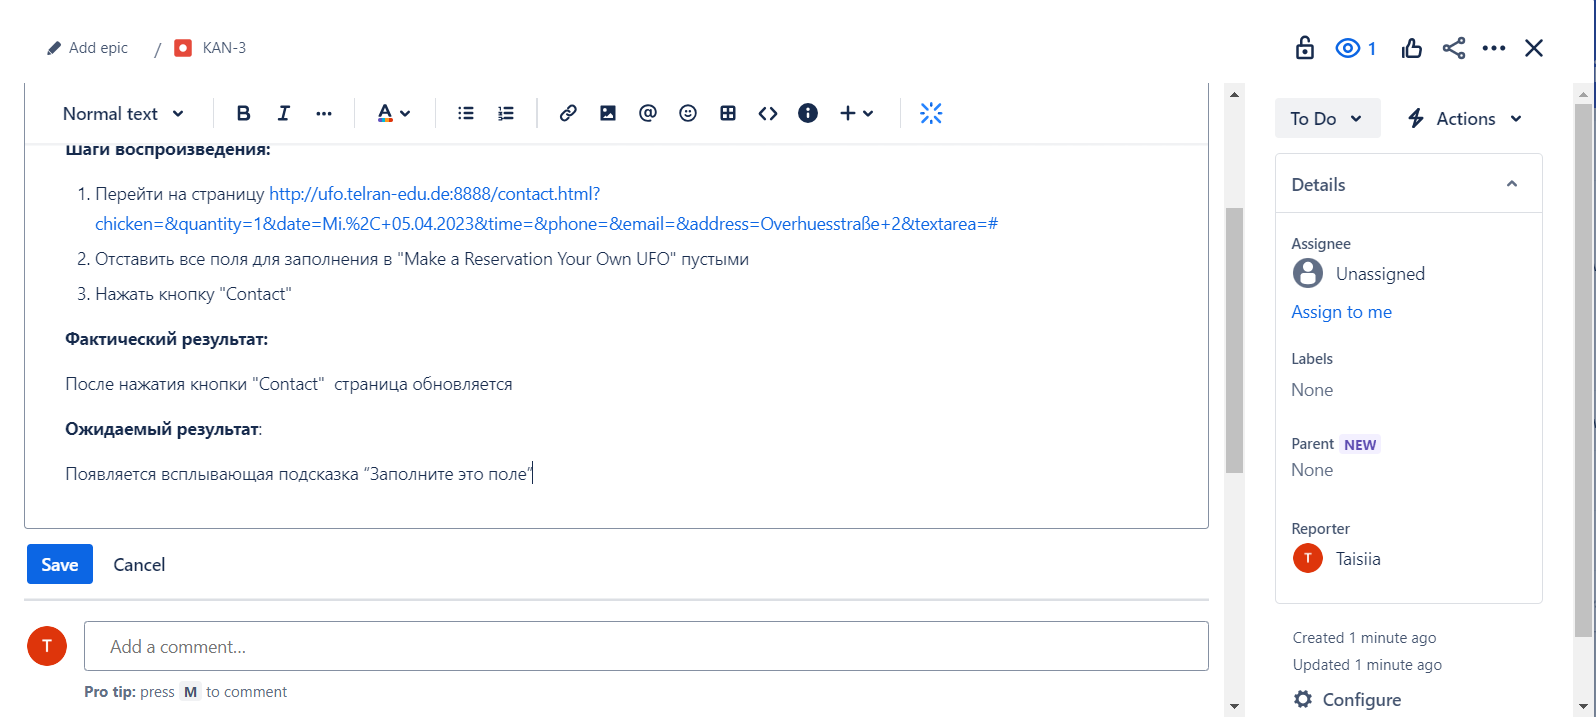 Add epic / KAN-3
1
Normal text B I A @
Шаги воспроизведения:
1. Перейти на страницу http://ufo.telran-edu.de:8888/contact.html?
chicken=&quantity=1&date=Mi.%2C+05.04.2023&time=&phone=&email=&address=Overhuesstraße+2&textarea=#
2. Отставить все поля для заполнения в "Make a Reservation Your Own UFO" пустыми
3. Нажать кнопку "Contact"
Фактический результат:
После нажатия кнопки "Contact" страница обновляется
Ожидаемый результат:
Появляется всплывающая подсказка “Заполните это поле”
Save Cancel
T Add a comment...
Pro tip: press M to comment
To Do Actions
Details
Assignee
Unassigned
Assign to me
Labels
None
Parent NEW
None
Reporter
T Taisiia
Created 1 minute ago
Updated 1 minute ago
Configure